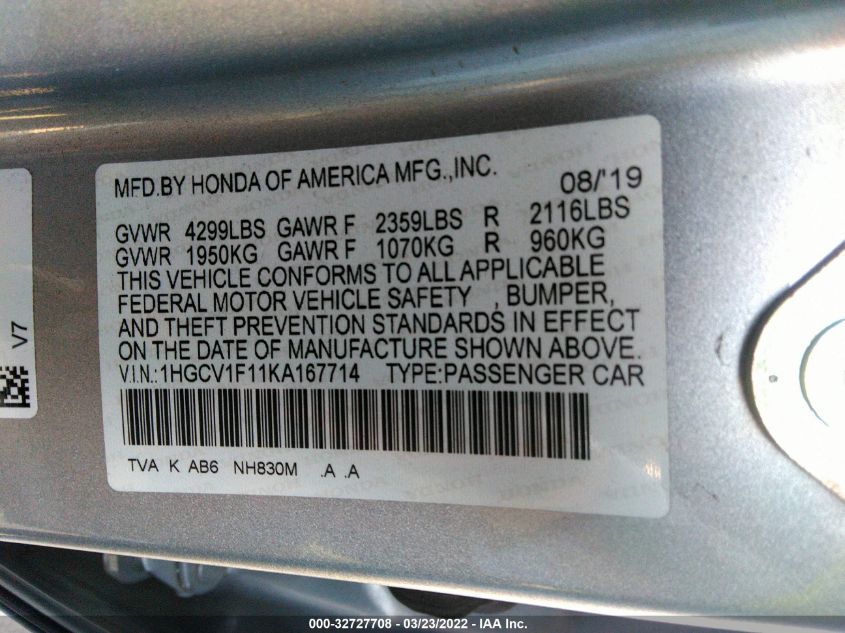 MFD.BY HONDA OF AMERICA MFG.,INC. 08/'19
GVWR 4299LBS GAWR F 2359LBS R 2116LBS
GVWR 1950KG GAWR F 1070KG R 960KG
THIS VEHICLE CONFORMS TO ALL APPLICABLE
FEDERAL MOTOR VEHICLE SAFETY , BUMPER,
AND THEFT PREVENTION STANDARDS IN EFFECT
ON THE DATE OF MANUFACTURE SHOWN ABOVE.
V.I.N.:1HGCV1F11KA167714 TYPE:PASSENGER CAR
TVA K AB6 NH830M .A .A
V7
000-32727708 - 03/23/2022 - IAA Inc.